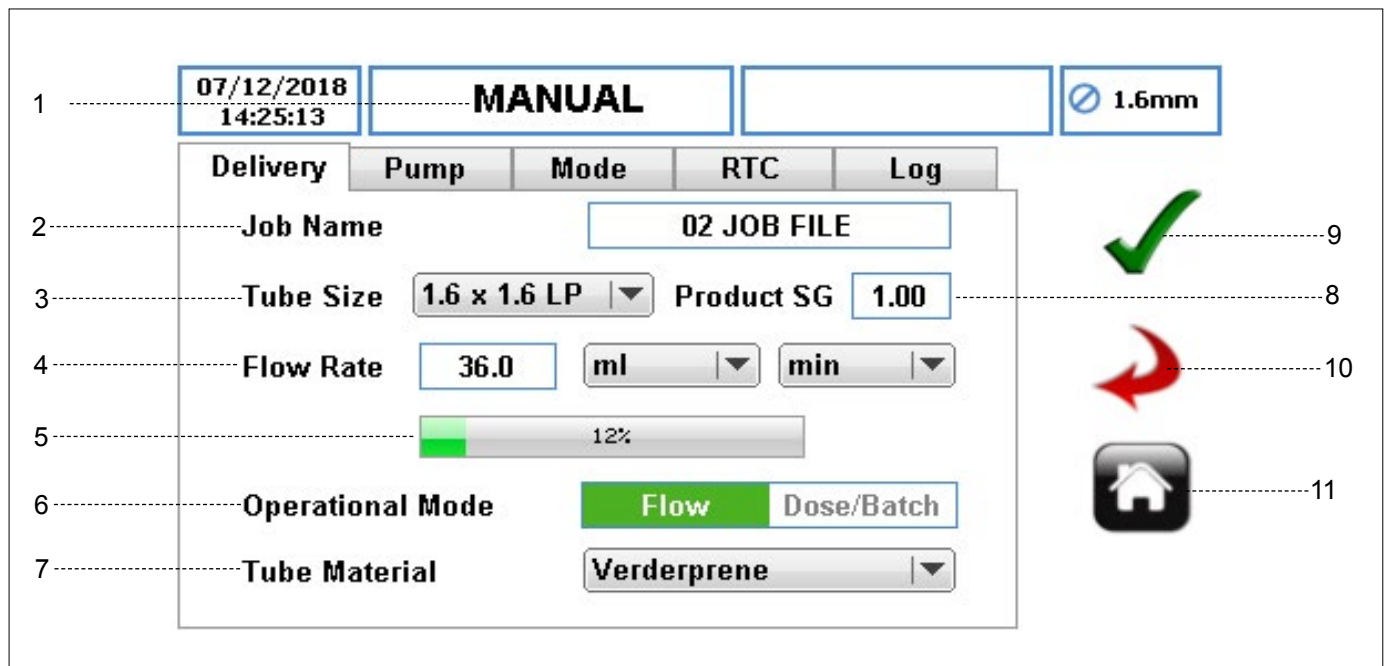 07/12/2018
14:25:13
MANUAL
1.6mm
1
Delivery Pump Mode RTC Log
2 Job Name 02 JOB FILE 9
3 Tube Size 1.6 x 1.6 LP Product SG 1.00 8
4 Flow Rate 36.0 ml min 10
5 12%
6 Operational Mode Flow Dose/Batch 11
7 Tube Material Verderprene